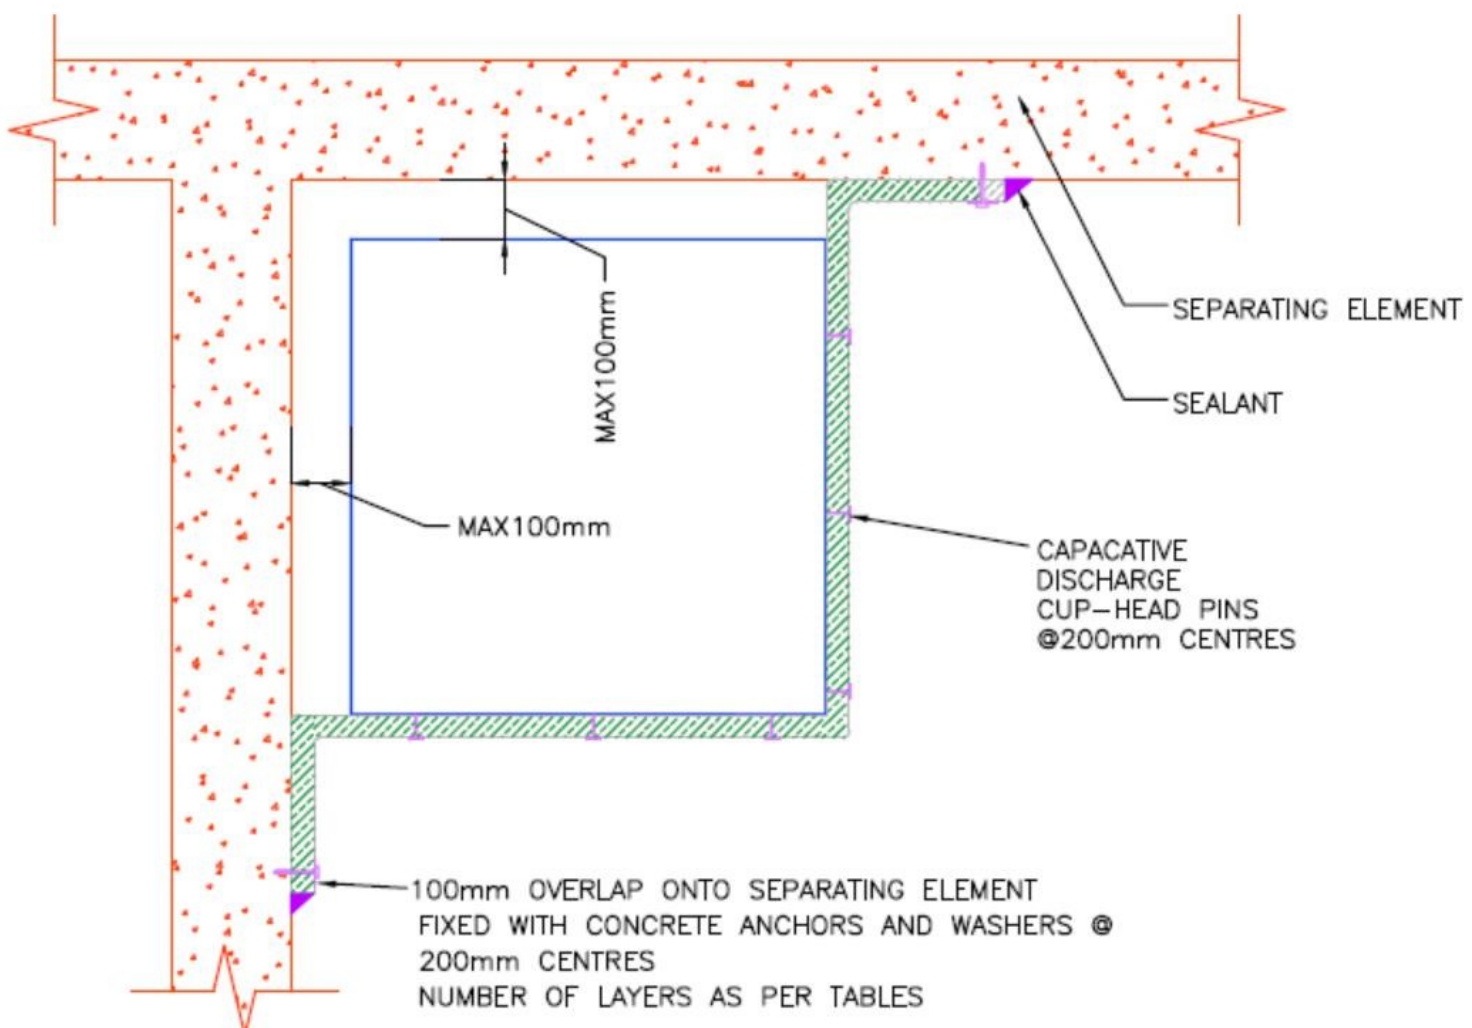 SEPARATING ELEMENT
MAX100mm
SEALANT
MAX100mm
CAPACATIVE
DISCHARGE
CUP-HEAD PINS
@200mm CENTRES
100mm OVERLAP ONTO SEPARATING ELEMENT
FIXED WITH CONCRETE ANCHORS AND WASHERS @
200mm CENTRES
NUMBER OF LAYERS AS PER TABLES